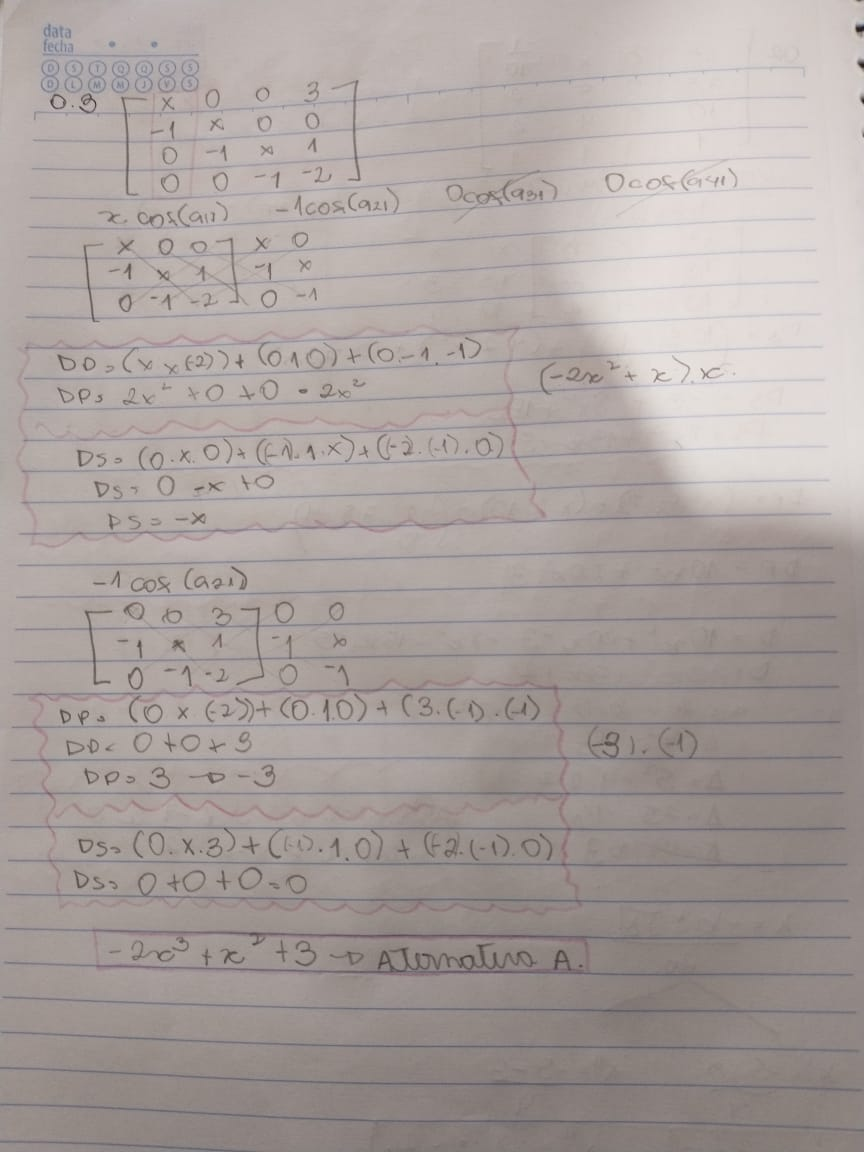 data
fecha
D S T Q Q S S
D L M M J V S
0.3
x 0 0 3
-1 x 0 0
0 -1 x 1
0 0 -1 -2
x. cof(a11) -1cof(a21) 0cof(a31) 0cof(a41)
x 0 0 x 0
-1 x 1 -1 x
0 -1 -2 0 -1
DP=(x x (-2))+(0.1.0)+(0.-1.-1)
DP= 2x² +0 +0 = 2x²
(-2x² + x).x.
DS= (0.x.0)+((-1).1.x)+((-2.(-1).0)
DS= 0 -x +0
DS= -x
-1 cof (a21)
0 0 3 0 0
-1 x 1 -1 x
0 -1 -2 0 -1
DP= (0 x (-2))+(0.1.0) + (3.(-1).(-1)
DP= 0+0+3
DP= 3 → -3
(-3).(-1)
DS= (0.x.3)+((-1).1.0) + (-2.(-1).0)
DS= 0+0+0=0
-2x³+x²+3 → Alternativa A.